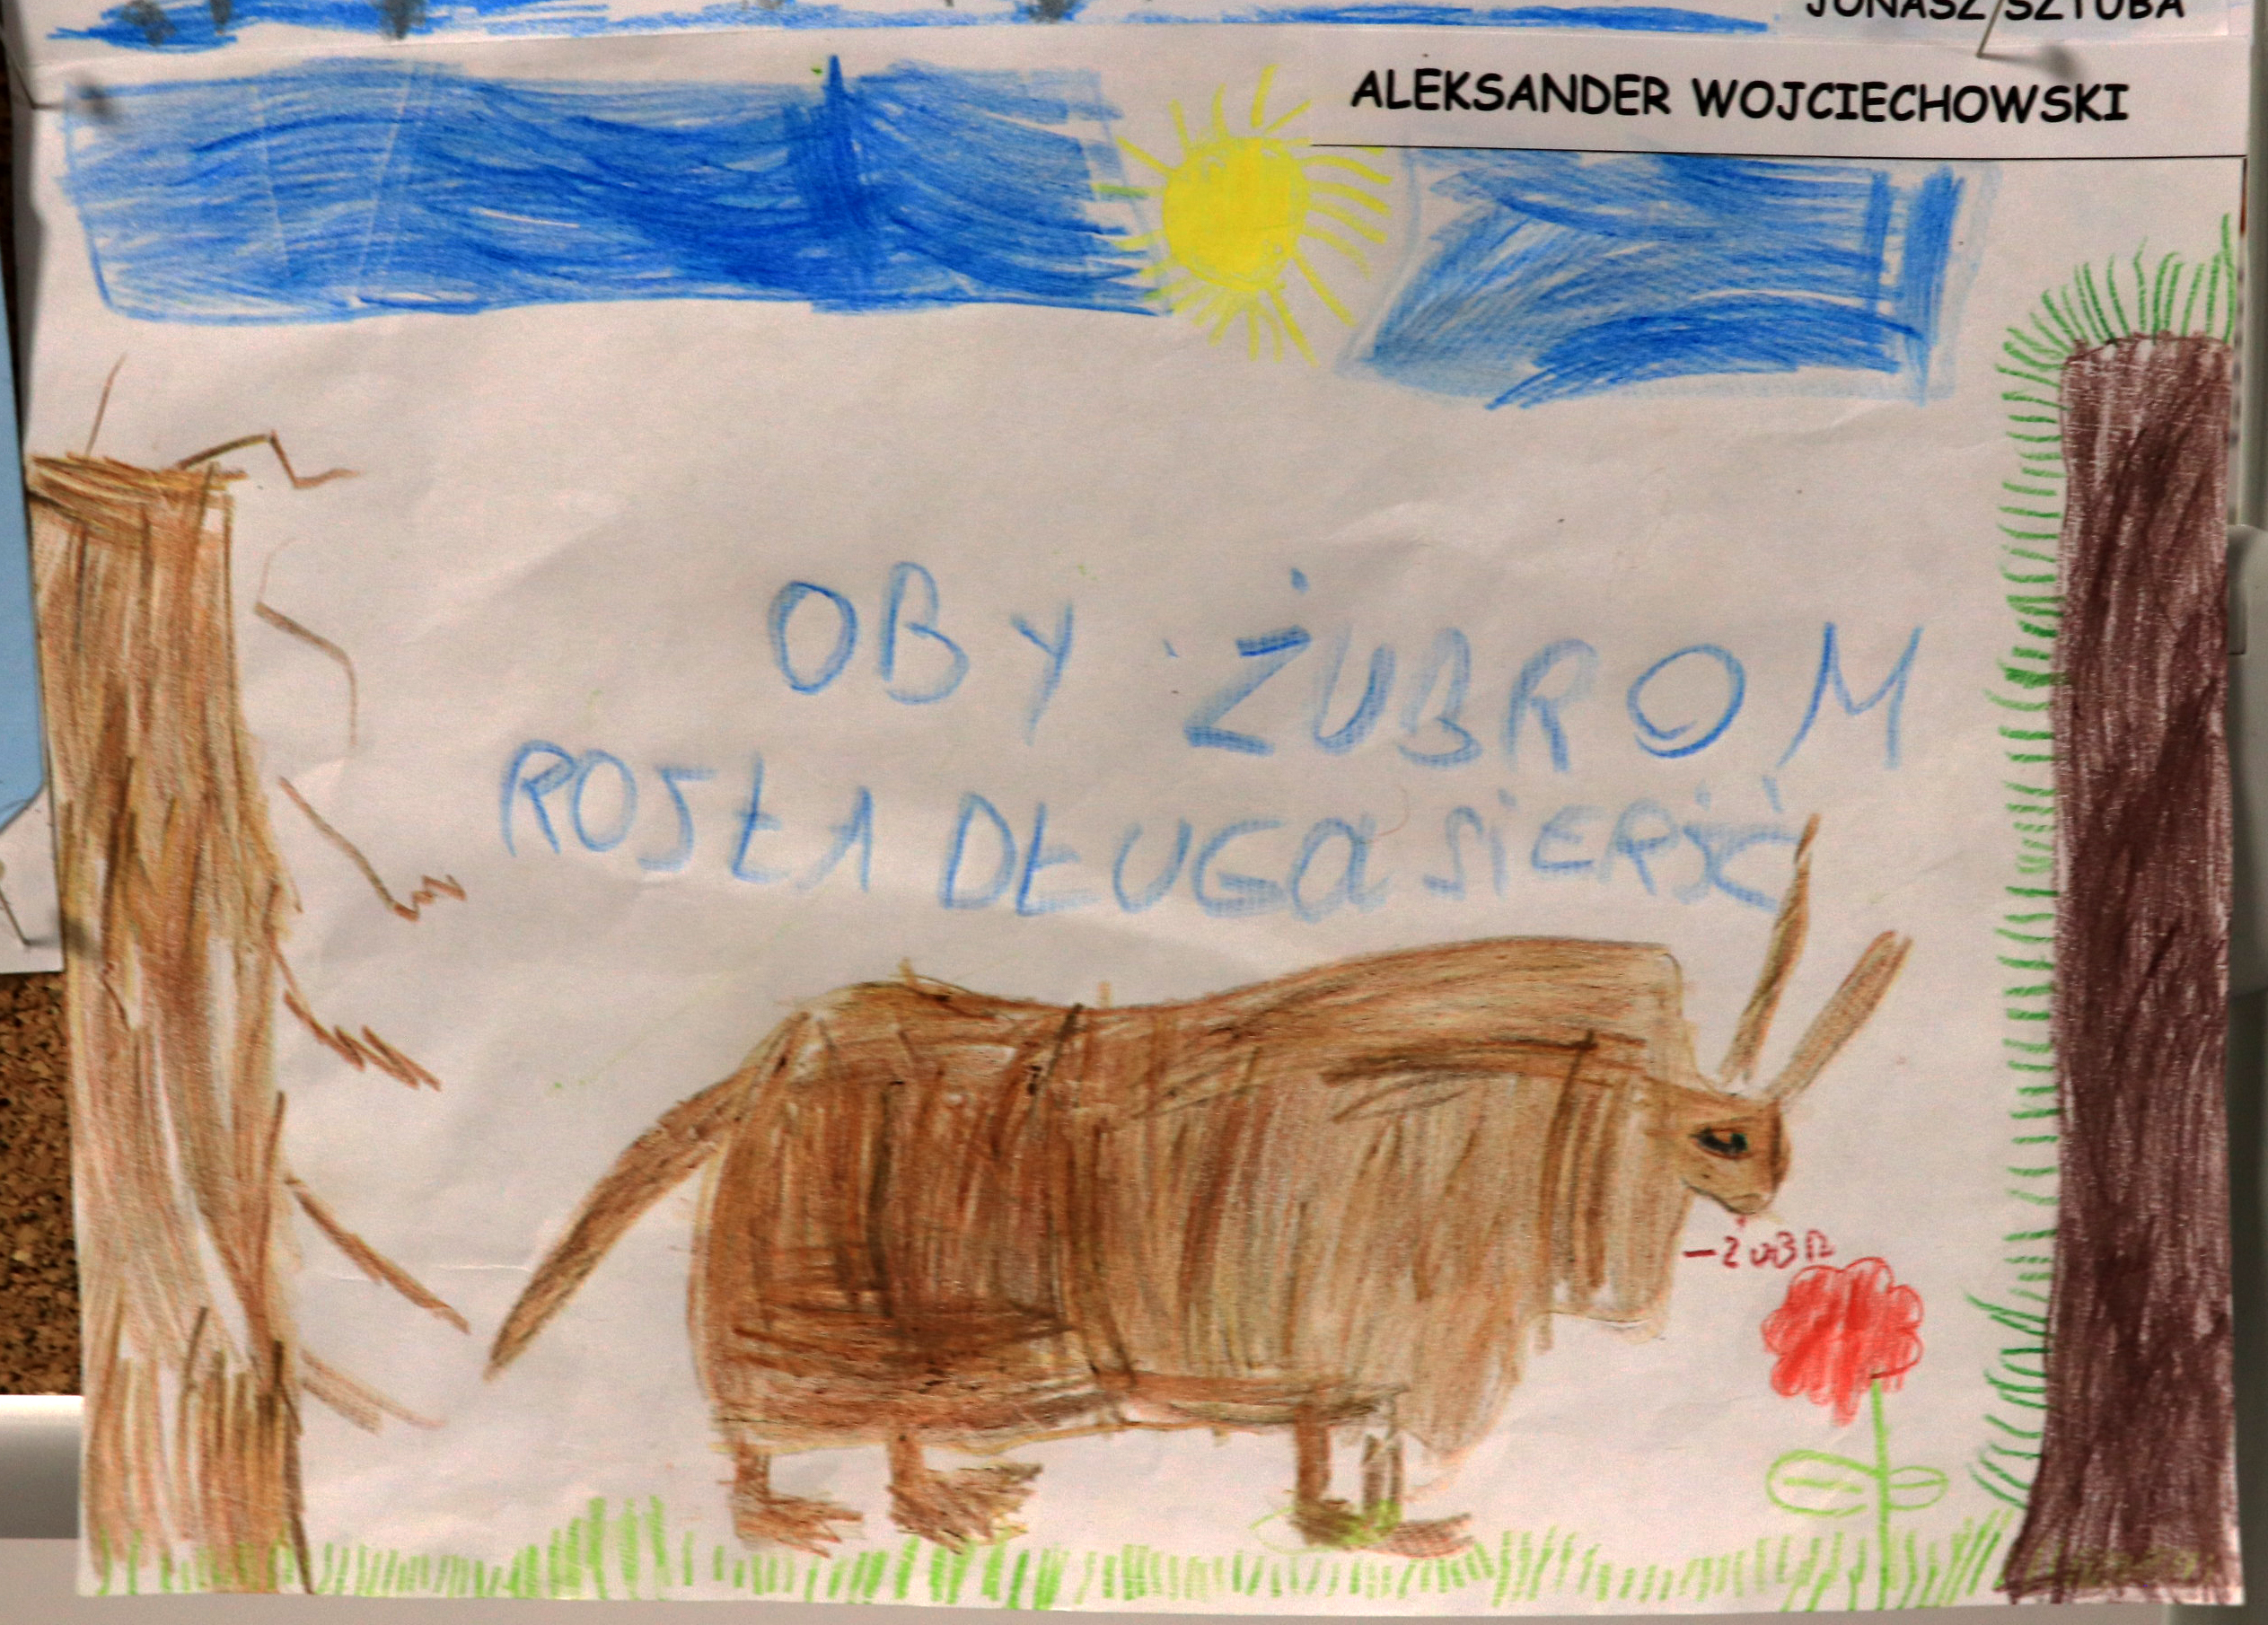 JONASZ SZTUBA
ALEKSANDER WOJCIECHOWSKI
OBY ŻUBROM
ROSŁA DŁUGA SIERŚĆ
- ŻUBR